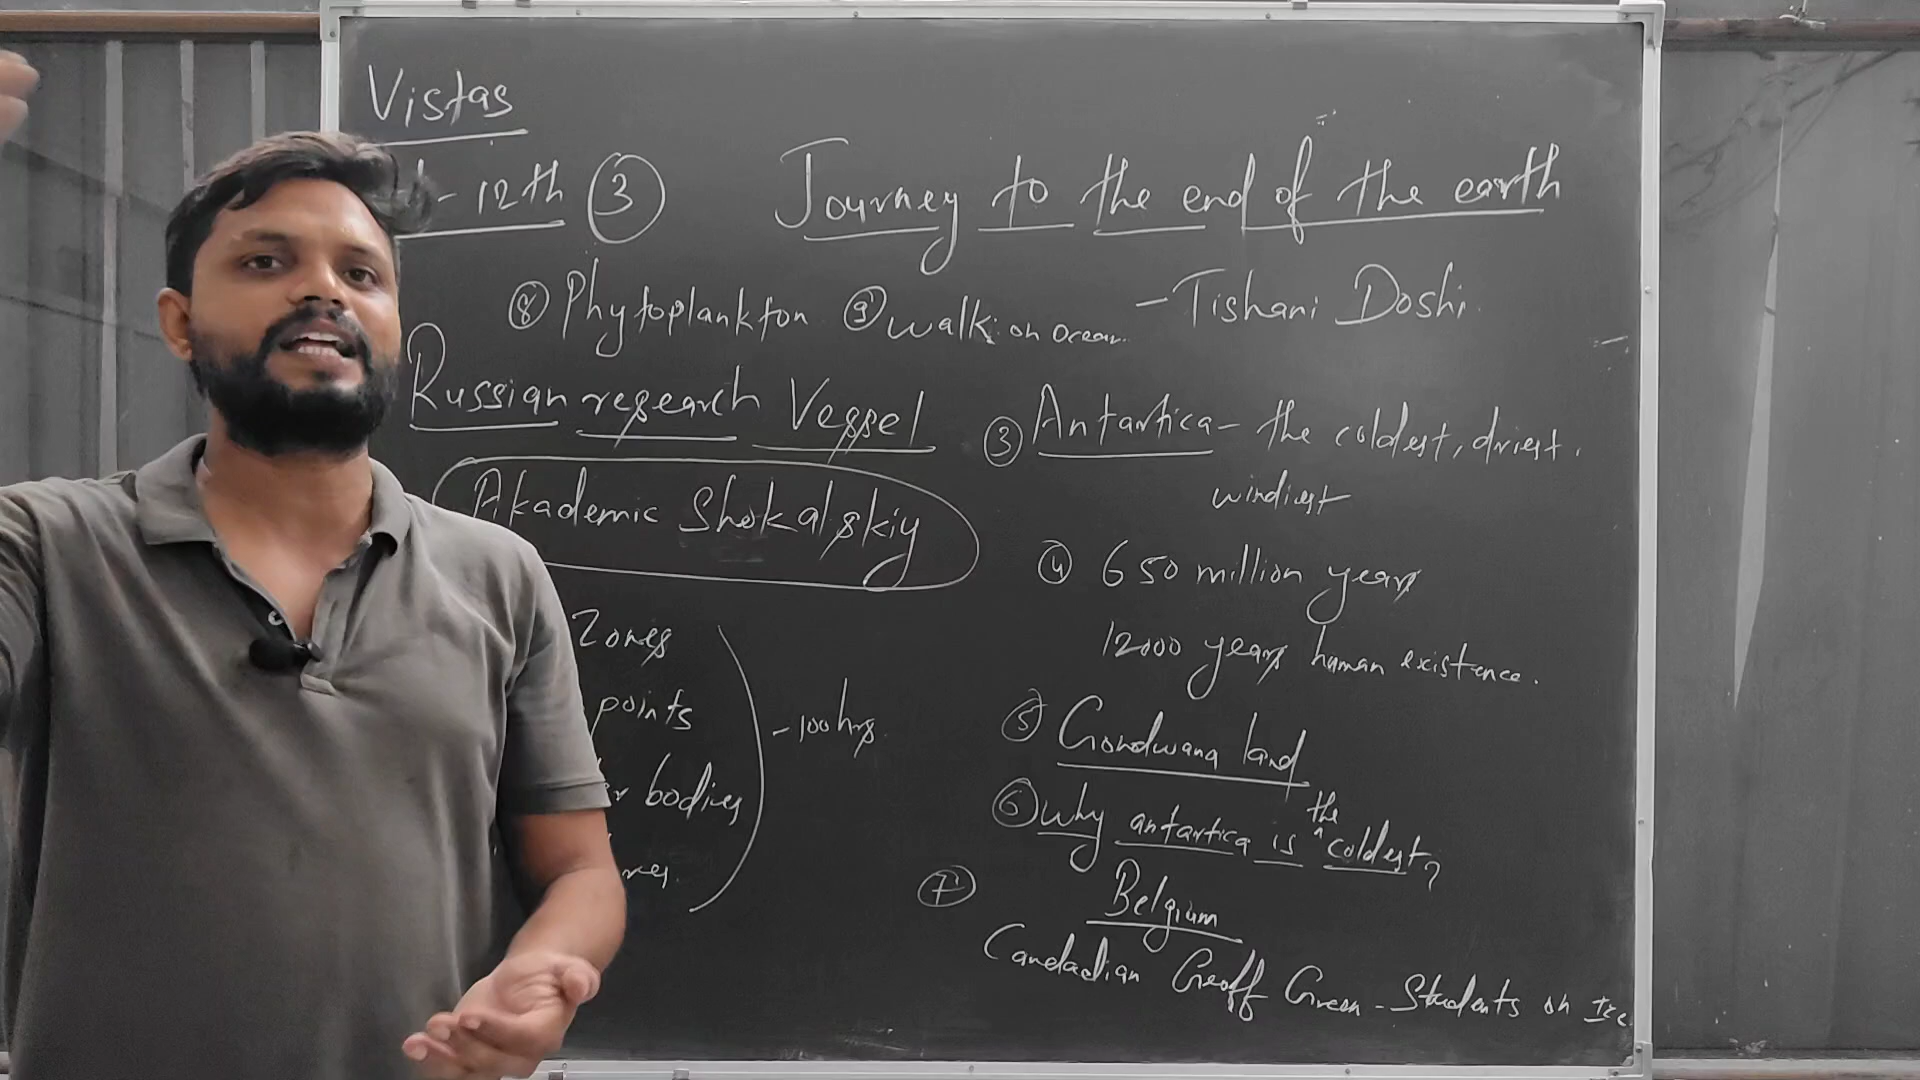 Vistas
- 12th ③ Journey to the end of the earth
- Tishani Doshi
⑧ Phytoplankton ⑨ walk on Ocean
Russian research Vessel
Akademic Shokalskiy
Zones
points
bodies
- 100 hrs
③ Antartica - the coldest, driest,
windiest
④ 650 million years
12000 years human existence.
⑤ Gondwana land
⑥ Why antartica is the coldest?
⑦ Belgium
Candadian Geoff Green - Students on Ice